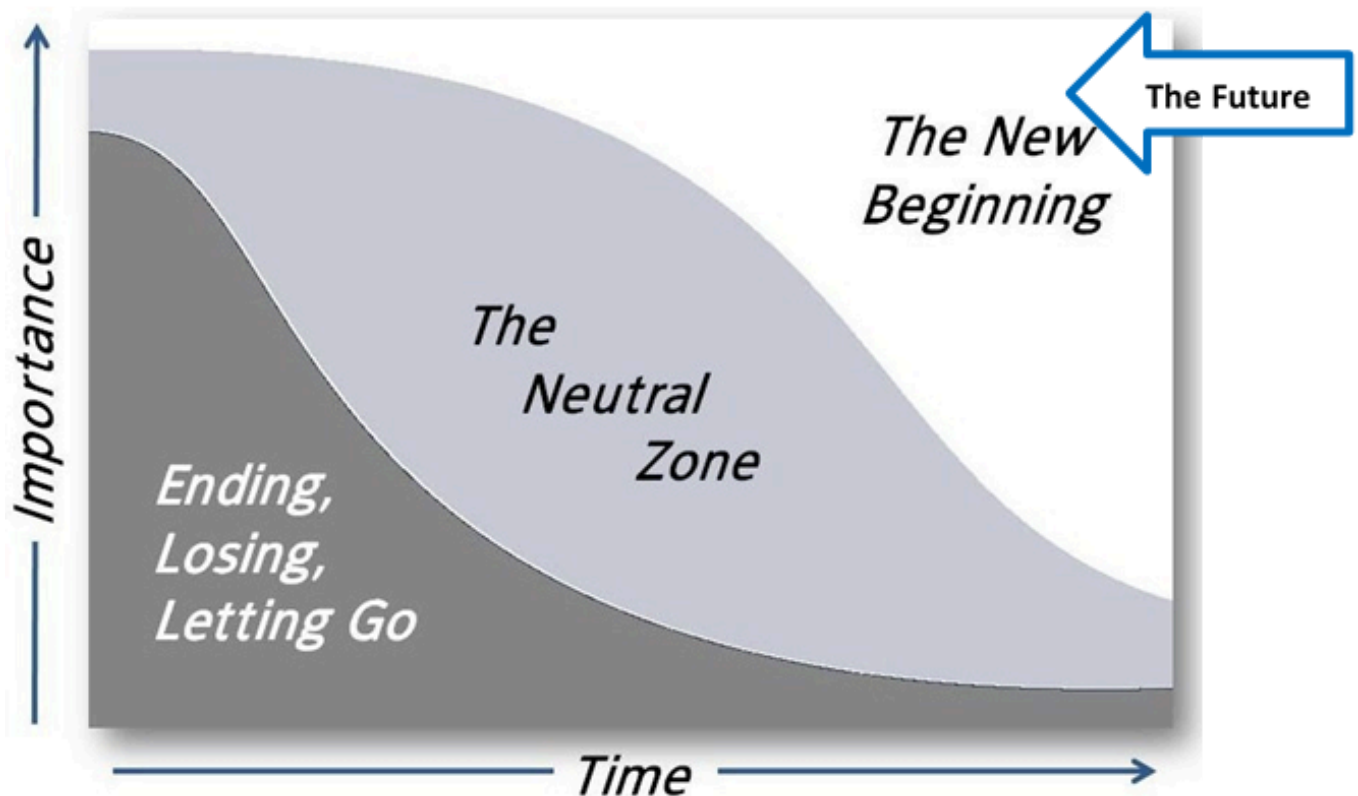 The Future
The New
Beginning
Importance
The
Neutral
Zone
Ending,
Losing,
Letting Go
Time